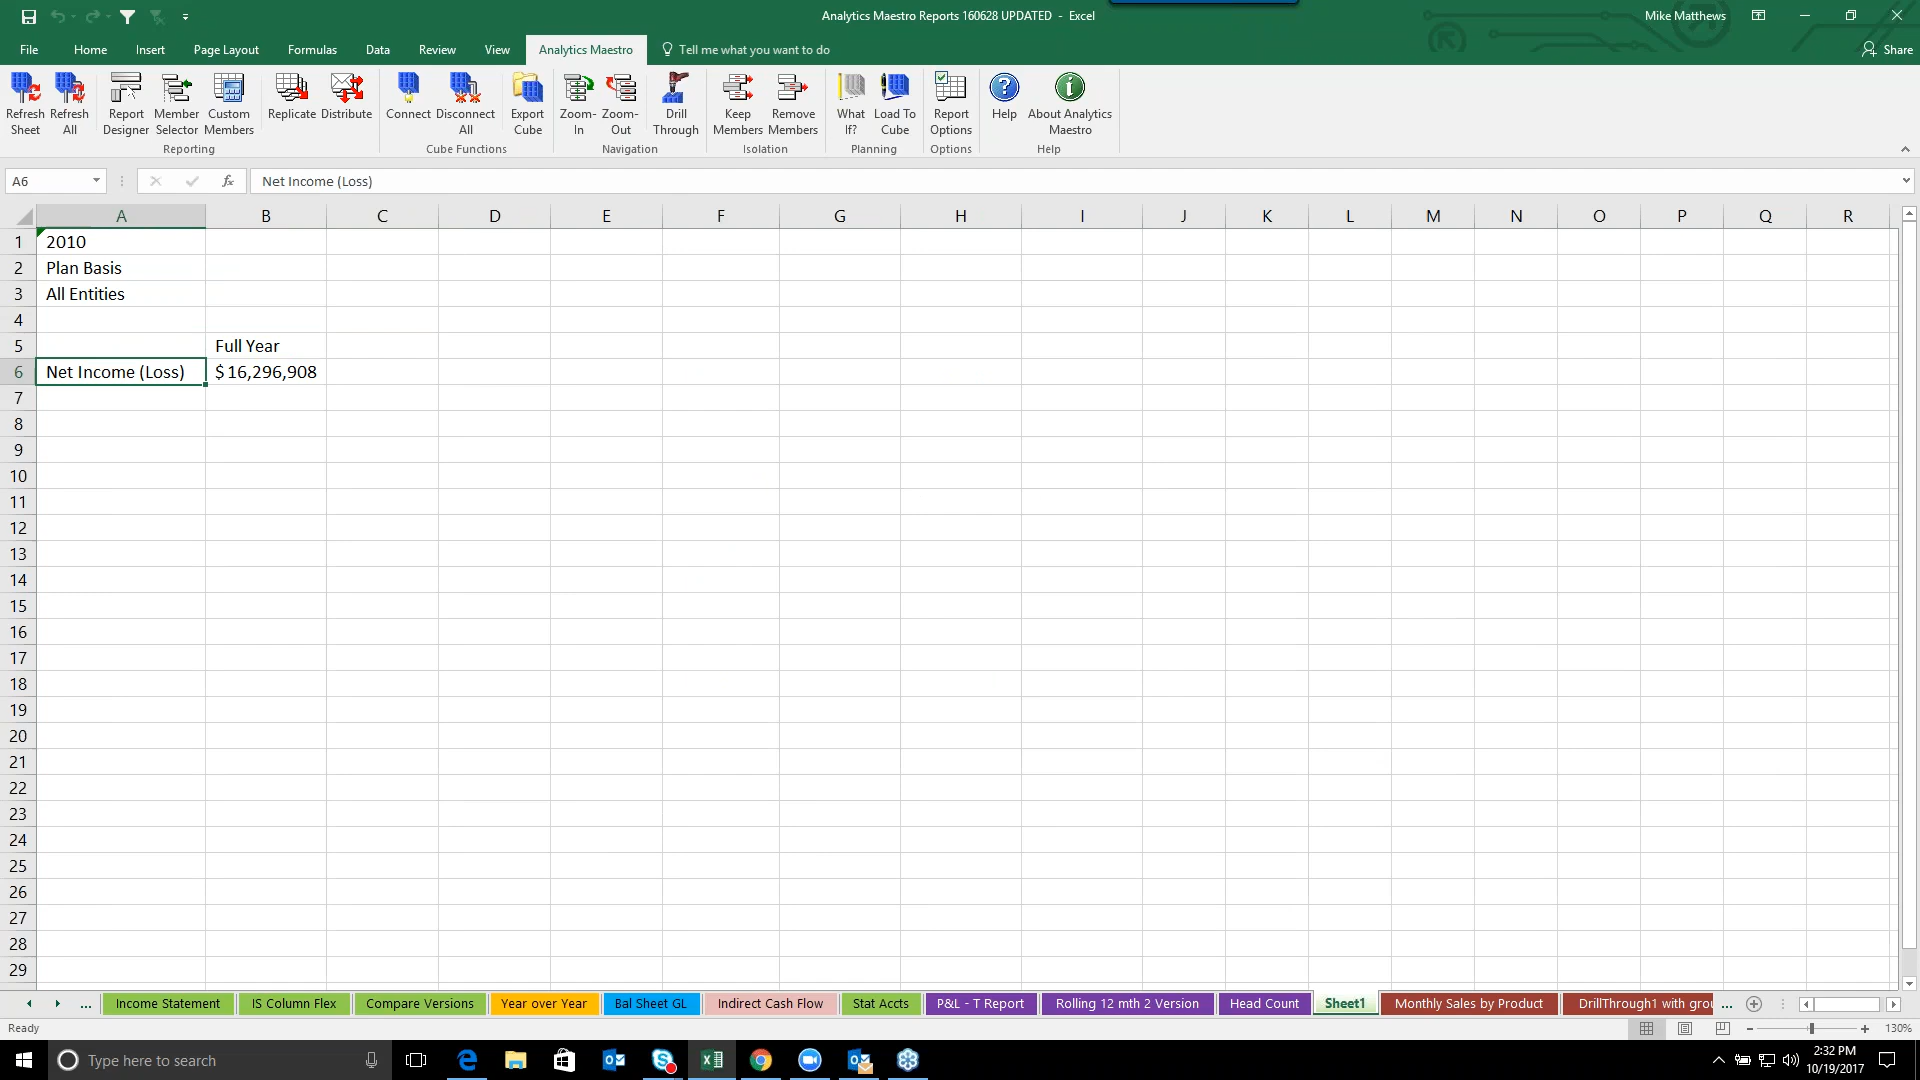 Analytics Maestro Reports 160628 UPDATED - Excel
Mike Matthews
File Home Insert Page Layout Formulas Data Review View Analytics Maestro Tell me what you want to do
Share
Refresh Sheet
Refresh All
Report Designer
Member Selector
Custom Members
Replicate
Distribute
Connect
Disconnect All
Export Cube
Zoom-In
Zoom-Out
Drill Through
Keep Members
Remove Members
What If?
Load To Cube
Report Options
Help
About Analytics Maestro
Reporting Cube Functions Navigation Isolation Planning Options Help
A6 fx Net Income (Loss)
A B C D E F G H I J K L M N O P Q R
1 2010
2 Plan Basis
3 All Entities
4
5 Full Year
6 Net Income (Loss) $16,296,908
7
8
9
10
11
12
13
14
15
16
17
18
19
20
21
22
23
24
25
26
27
28
29
... Income Statement IS Column Flex Compare Versions Year over Year Bal Sheet GL Indirect Cash Flow Stat Accts P&L - T Report Rolling 12 mth 2 Version Head Count Sheet1 Monthly Sales by Product DrillThrough1 with grou ...
Ready
130%
Type here to search
2:32 PM
10/19/2017